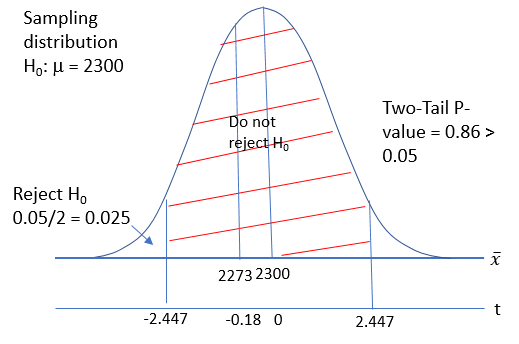 Sampling
distribution
H₀: μ = 2300
Do not
reject H₀
Two-Tail P-
value = 0.86 >
0.05
Reject H₀
0.05/2 = 0.025
x̅
2273 2300
t
-2.447 -0.18 0 2.447